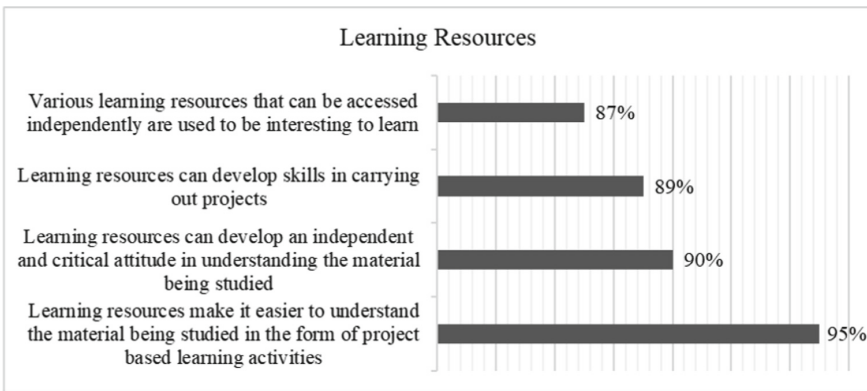 Learning Resources
Various learning resources that can be accessed
independently are used to be interesting to learn
87%
Learning resources can develop skills in carrying
out projects
89%
Learning resources can develop an independent
and critical attitude in understanding the material
being studied
90%
Learning resources make it easier to understand
the material being studied in the form of project
based learning activities
95%